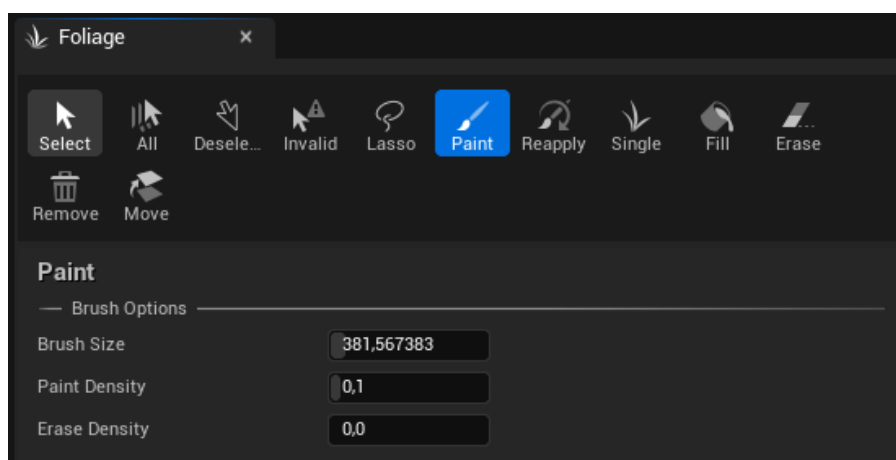 Foliage
Select All Desele... Invalid Lasso Paint Reapply Single Fill Erase
Remove Move
Paint
Brush Options
Brush Size 381,567383
Paint Density 0,1
Erase Density 0,0